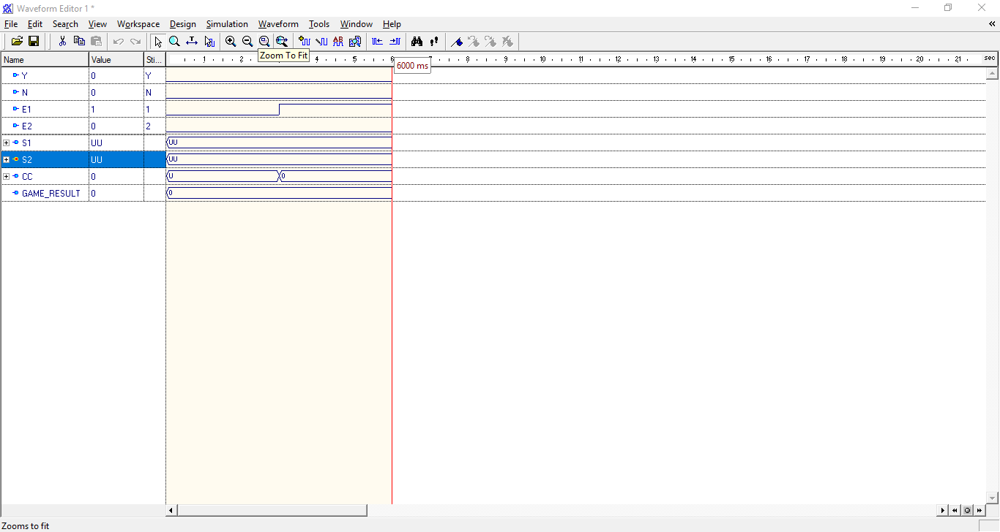 Waveform Editor 1 *
File Edit Search View Workspace Design Simulation Waveform Tools Window Help
Zoom To Fit
Name Value Sti... 1 2 4 5 6 7 8 9 10 11 12 13 14 15 16 17 18 19 20 21 sec
6000 ms
Y 0 Y
N 0 N
E1 1 1
E2 0 2
S1 UU UU
S2 UU UU
CC 0 U 0
GAME_RESULT 0 0
Zooms to fit